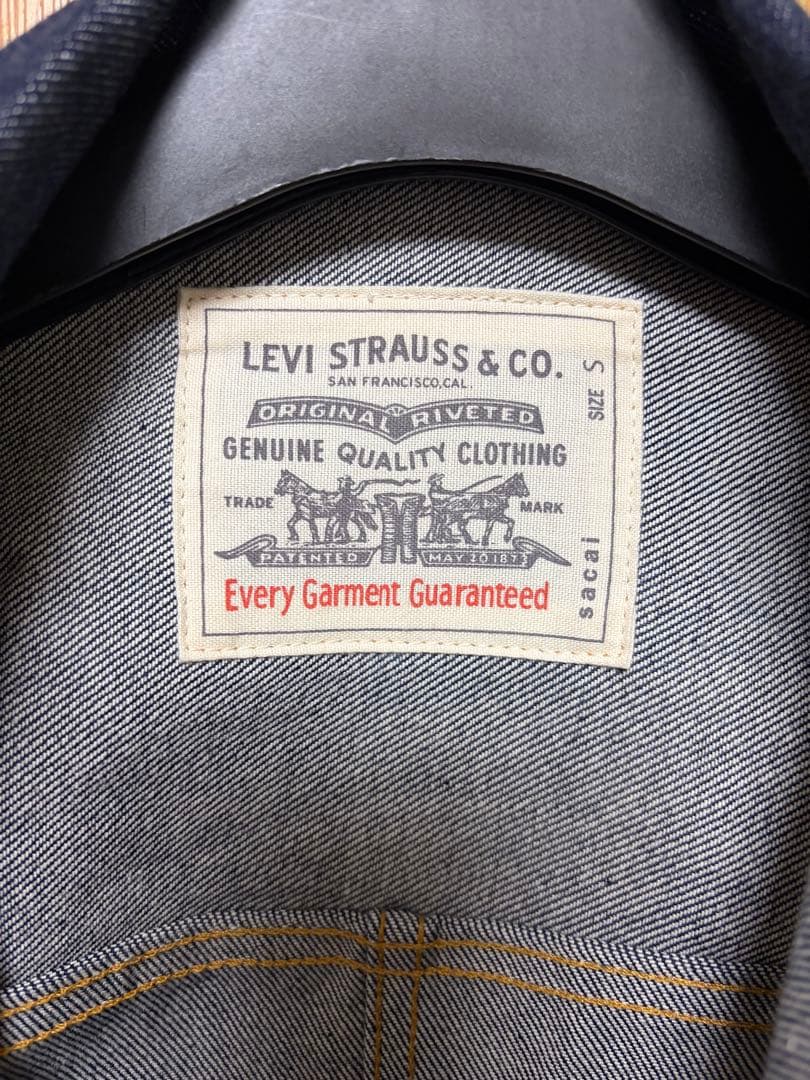 LEVI STRAUSS & CO.
SAN FRANCISCO, CAL.
ORIGINAL RIVETED
GENUINE QUALITY CLOTHING
TRADE MARK
PATENTED MAY 20 1873
Every Garment Guaranteed
SIZE S
sacai